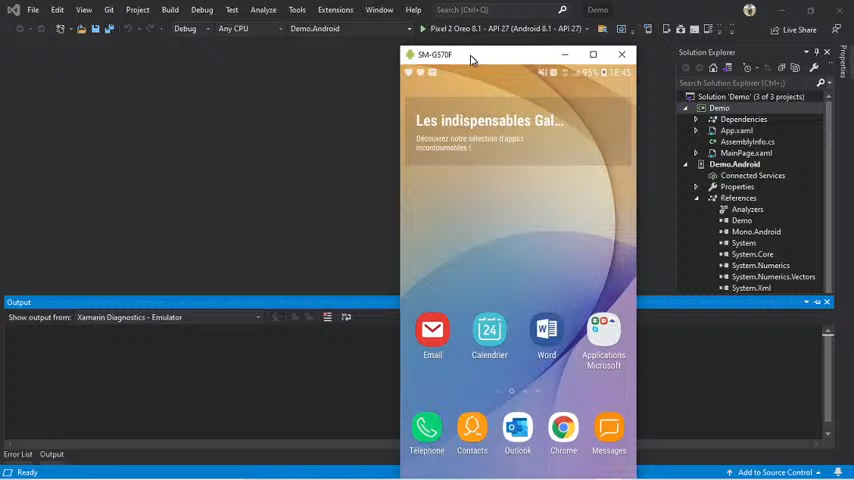 File Edit View Git Project Build Debug Test Analyze Tools Extensions Window Help Search (Ctrl+Q) Demo
Debug Any CPU Demo.Android Pixel 2 Oreo 8.1 - API 27 (Android 8.1 - API 27) Live Share
SM-G570F
95% 18:45
Les indispensables Gal...
Découvrez notre sélection d'applis
incontournables !
Email
24
Calendrier
Word
Applications
Microsoft
Téléphone
Contacts
Outlook
Chrome
Messages
Solution Explorer
Search Solution Explorer (Ctrl+;)
Solution 'Demo' (3 of 3 projects)
Demo
Dependencies
App.xaml
AssemblyInfo.cs
MainPage.xaml
Demo.Android
Connected Services
Properties
References
Analyzers
Demo
Mono.Android
System
System.Core
System.Numerics
System.Numerics.Vectors
System.Xml
Properties
Output
Show output from: Xamarin Diagnostics - Emulator
Error List Output
Ready
Add to Source Control